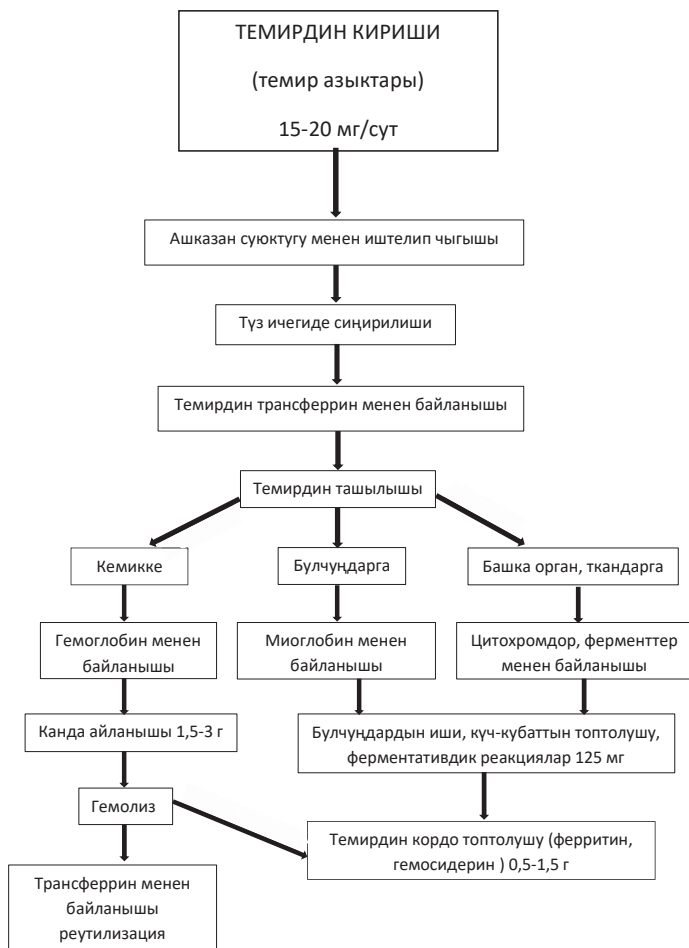 ТЕМИРДИН КИРИШИ
(темир азыктары)
15-20 мг/сут
Ашказан суюктугу менен иштелип чыгышы
Түз ичегиде сиңирилиши
Темирдин трансферрин менен байланышы
Темирдин ташылышы
Кемикке
Булчуңдарга
Башка орган, ткандарга
Гемоглобин менен
байланышы
Миоглобин менен
байланышы
Цитохромдор, ферменттер
менен байланышы
Канда айланышы 1,5-3 г
Булчуңдардын иши, күч-кубаттын топтолушу,
ферментативдик реакциялар 125 мг
Гемолиз
Темирдин кордо топтолушу (ферритин,
гемосидерин ) 0,5-1,5 г
Трансферрин менен
байланышы
реутилизация